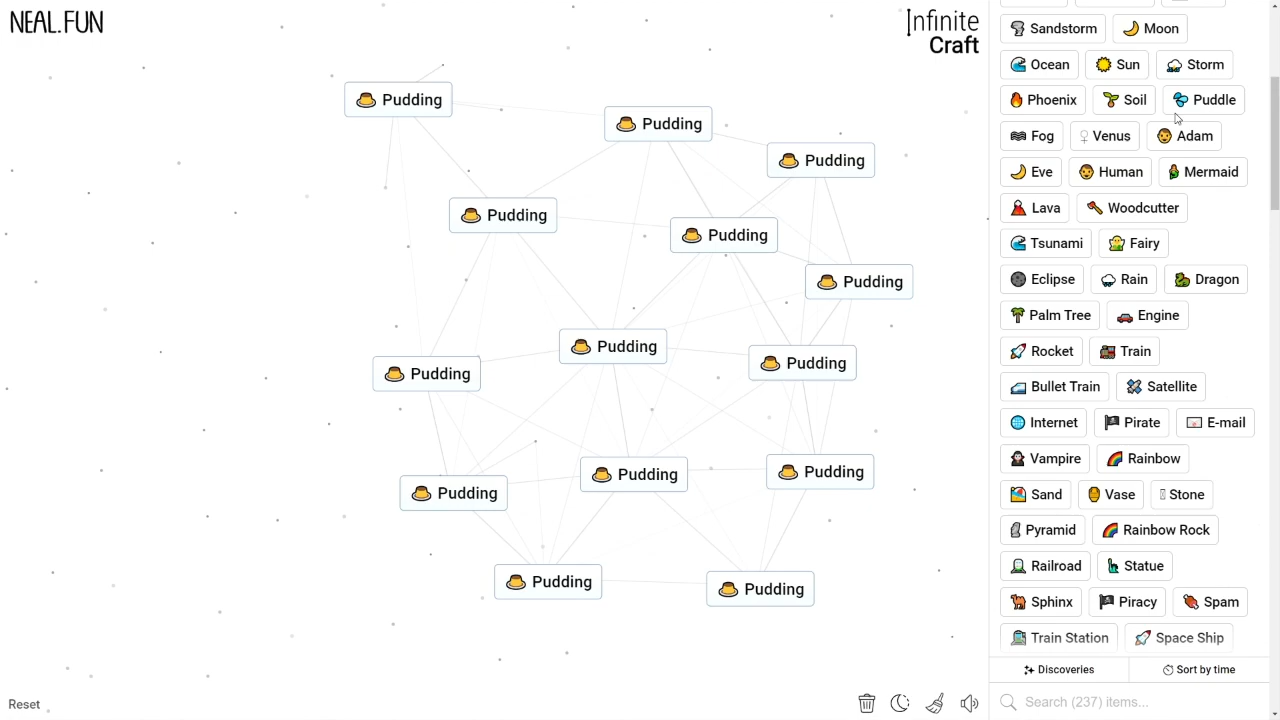 NEAL.FUN
Infinite
Craft
Pudding
Pudding
Pudding
Pudding
Pudding
Pudding
Pudding
Pudding
Pudding
Pudding
Pudding
Pudding
Pudding
Pudding
Reset
Sandstorm Moon
Ocean Sun Storm
Phoenix Soil Puddle
Fog Venus Adam
Eve Human Mermaid
Lava Woodcutter
Tsunami Fairy
Eclipse Rain Dragon
Palm Tree Engine
Rocket Train
Bullet Train Satellite
Internet Pirate E-mail
Vampire Rainbow
Sand Vase Stone
Pyramid Rainbow Rock
Railroad Statue
Sphinx Piracy Spam
Train Station Space Ship
Discoveries Sort by time
Search (237) items...